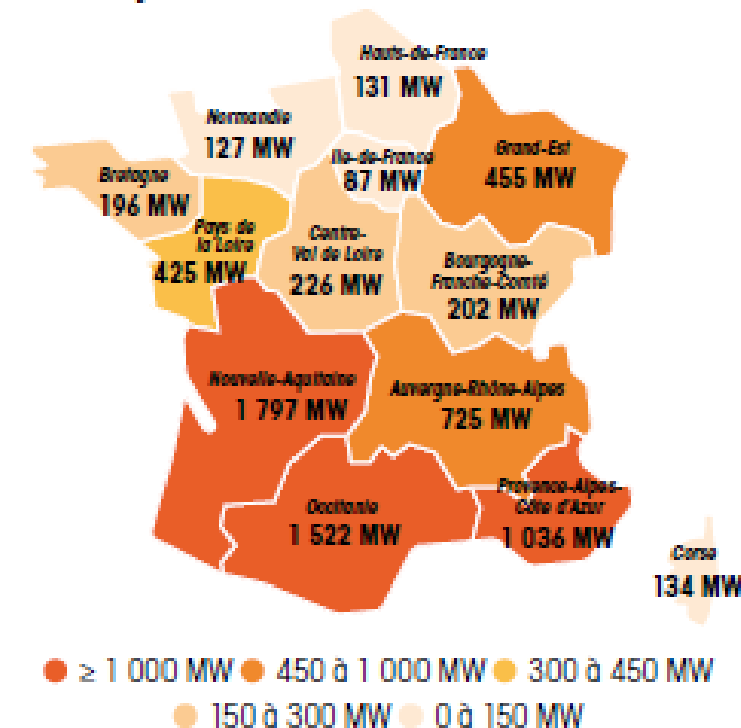 Hauts-de-France
131 MW
Normandie
127 MW
Ile-de-France
87 MW
Grand-Est
455 MW
Bretagne
196 MW
Pays de
la Loire
425 MW
Centre-
Val de Loire
226 MW
Bourgogne-
Franche-Comté
202 MW
Nouvelle-Aquitaine
1 797 MW
Auvergne-Rhône-Alpes
725 MW
Occitanie
1 522 MW
Provence-Alpes-
Côte d'Azur
1 036 MW
Corse
134 MW
≥ 1 000 MW 450 à 1 000 MW 300 à 450 MW
150 à 300 MW 0 à 150 MW